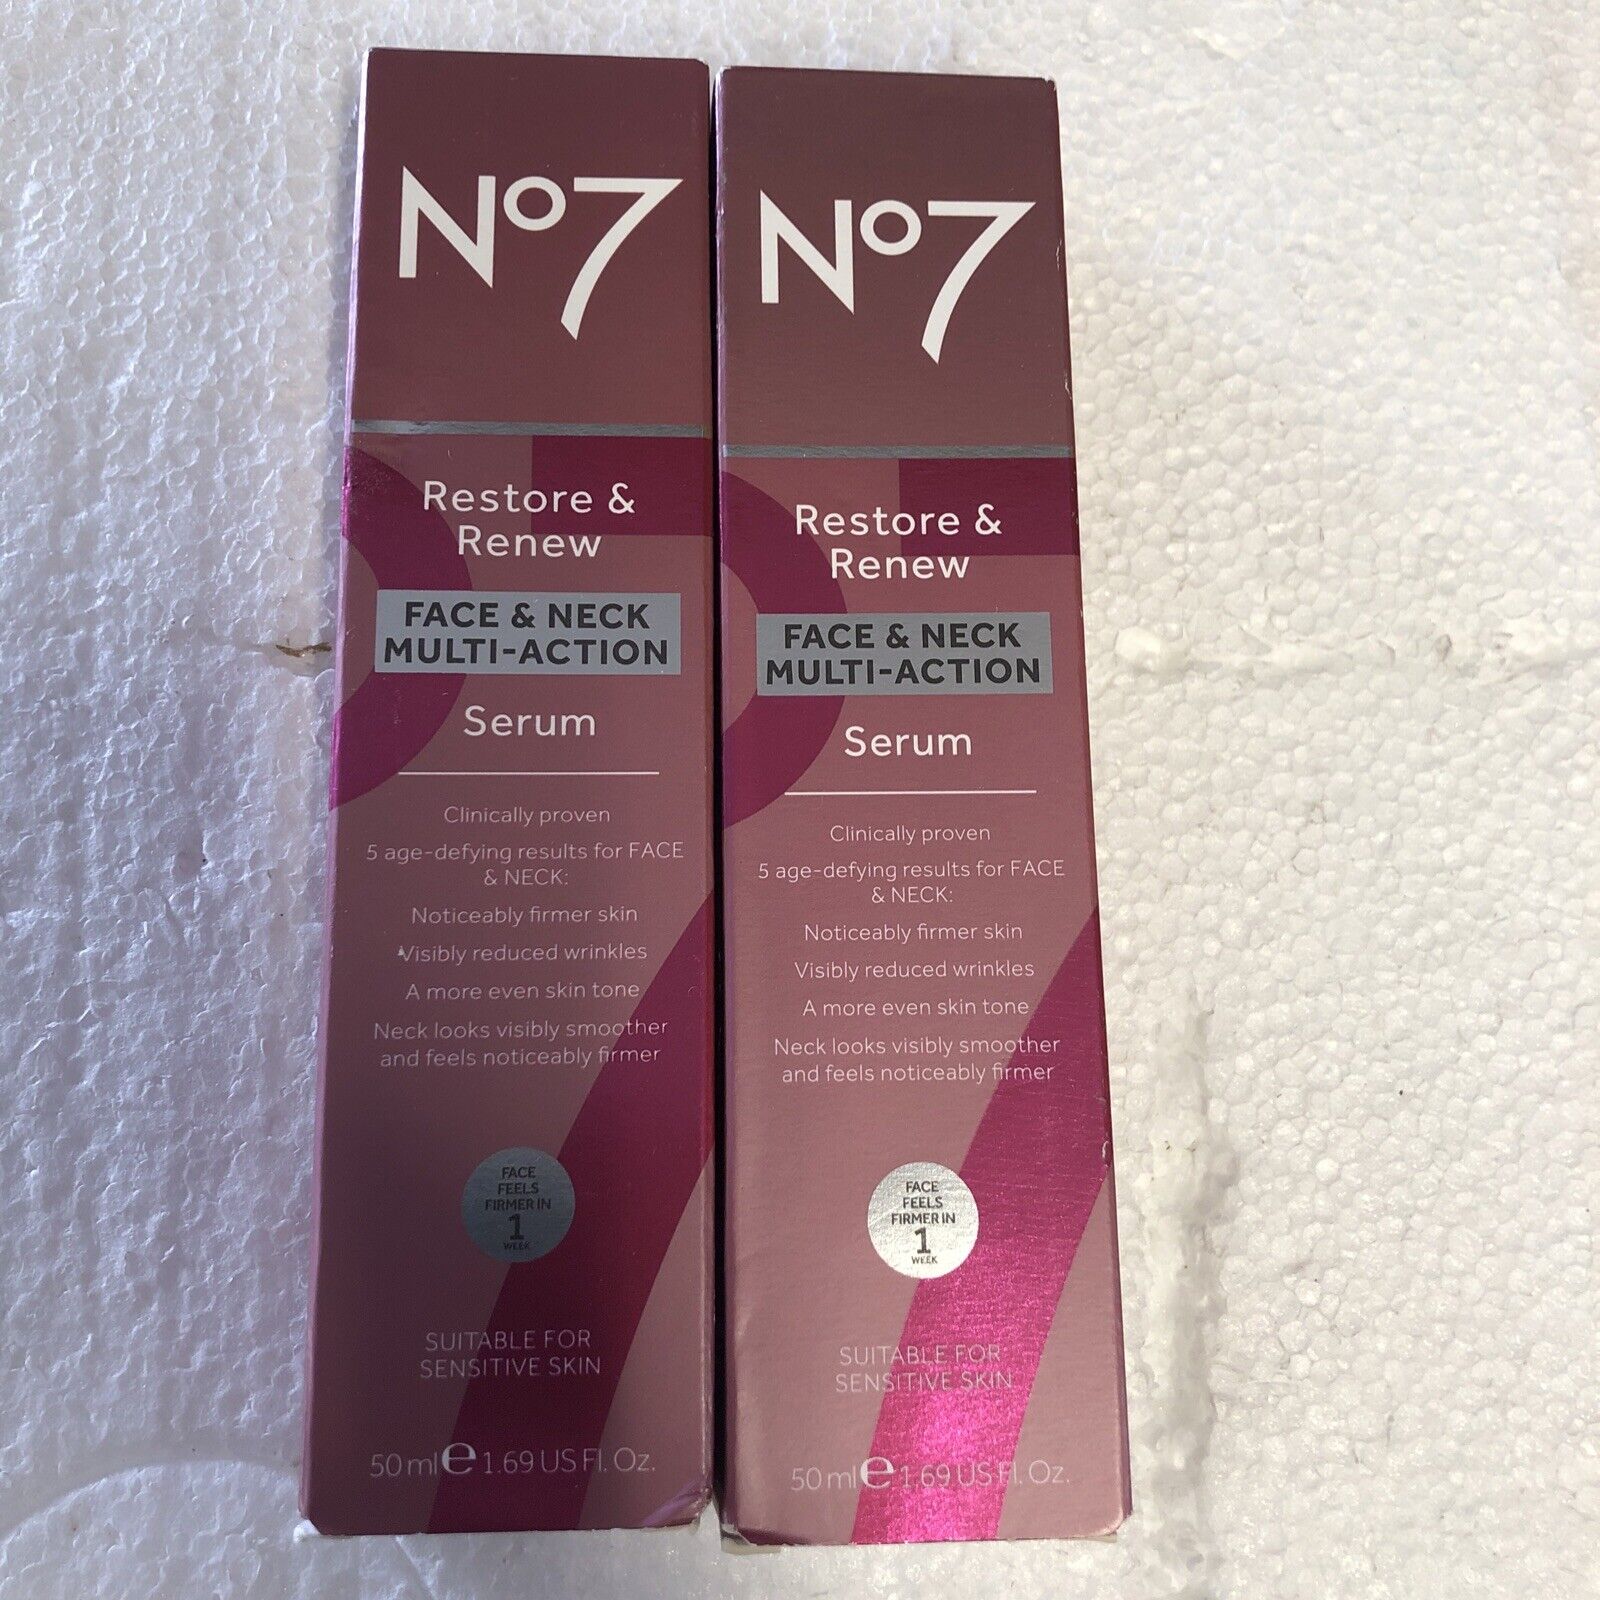 No7
Restore &
Renew
FACE & NECK
MULTI-ACTION
Serum
Clinically proven
5 age-defying results for FACE
& NECK:
Noticeably firmer skin
Visibly reduced wrinkles
A more even skin tone
Neck looks visibly smoother
and feels noticeably firmer
FACE
FEELS
FIRMER IN
1
WEEK
SUITABLE FOR
SENSITIVE SKIN
50 ml e 1.69 US Fl. Oz.
No7
Restore &
Renew
FACE & NECK
MULTI-ACTION
Serum
Clinically proven
5 age-defying results for FACE
& NECK:
Noticeably firmer skin
Visibly reduced wrinkles
A more even skin tone
Neck looks visibly smoother
and feels noticeably firmer
FACE
FEELS
FIRMER IN
1
WEEK
SUITABLE FOR
SENSITIVE SKIN
50 ml e 1.69 US Fl. Oz.